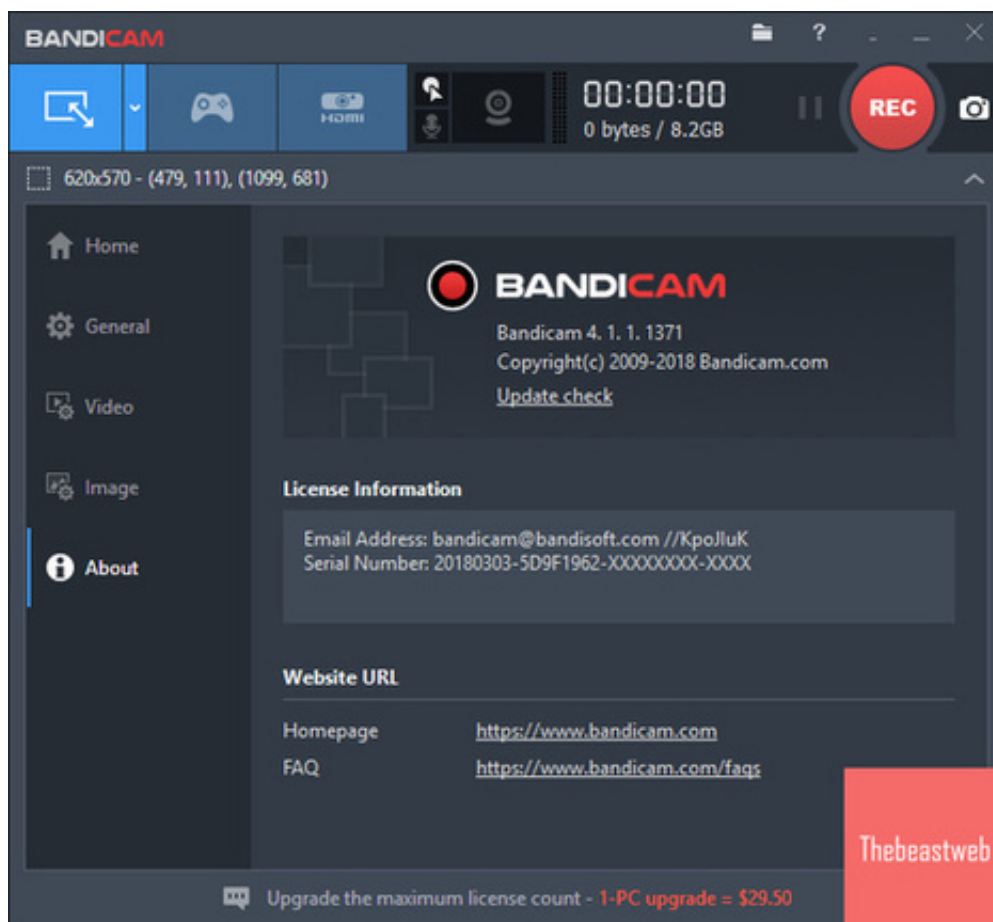 BANDICAM
?
HDMI
00:00:00
0 bytes / 8.2GB
REC
620x570 - (479, 111), (1099, 681)
Home
General
Video
Image
About
BANDICAM
Bandicam 4. 1. 1. 1371
Copyright(c) 2009-2018 Bandicam.com
Update check
License Information
Email Address: bandicam@bandisoft.com //KpoJIuK
Serial Number: 20180303-5D9F1962-XXXXXXXX-XXXX
Website URL
Homepage https://www.bandicam.com
FAQ https://www.bandicam.com/faqs
Thebeastweb
Upgrade the maximum license count - 1-PC upgrade = $29.50